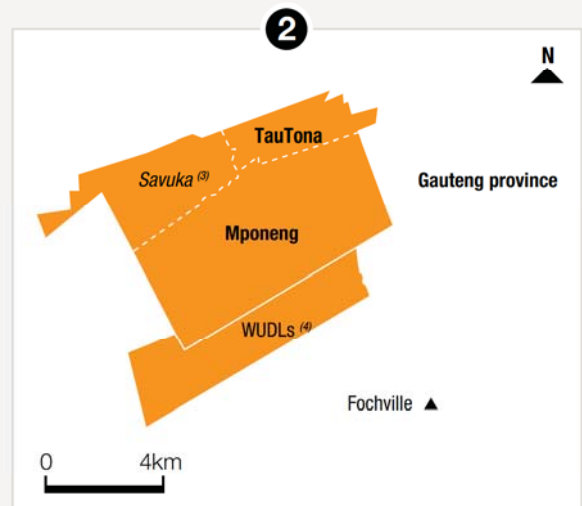 2
N
TauTona
Savuka (3)
Gauteng province
Mponeng
WUDLs (4)
Fochville
0 4km